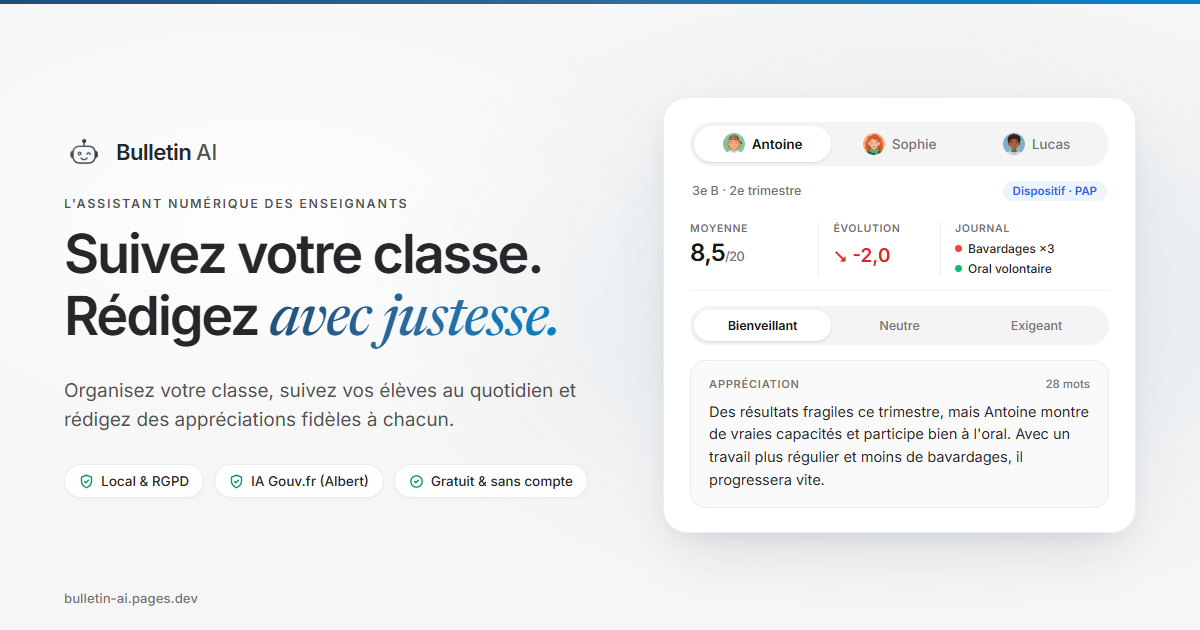 Bulletin AI
L'ASSISTANT NUMÉRIQUE DES ENSEIGNANTS
Suivez votre classe.
Rédigez avec justesse.
Organisez votre classe, suivez vos élèves au quotidien et
rédigez des appréciations fidèles à chacun.
Local & RGPD
IA Gouv.fr (Albert)
Gratuit & sans compte
bulletin-ai.pages.dev
Antoine
Sophie
Lucas
3e B · 2e trimestre
Dispositif · PAP
MOYENNE
8,5/20
ÉVOLUTION
↘ -2,0
JOURNAL
Bavardages ×3
Oral volontaire
Bienveillant
Neutre
Exigeant
APPRÉCIATION
28 mots
Des résultats fragiles ce trimestre, mais Antoine montre
de vraies capacités et participe bien à l'oral. Avec un
travail plus régulier et moins de bavardages, il
progressera vite.